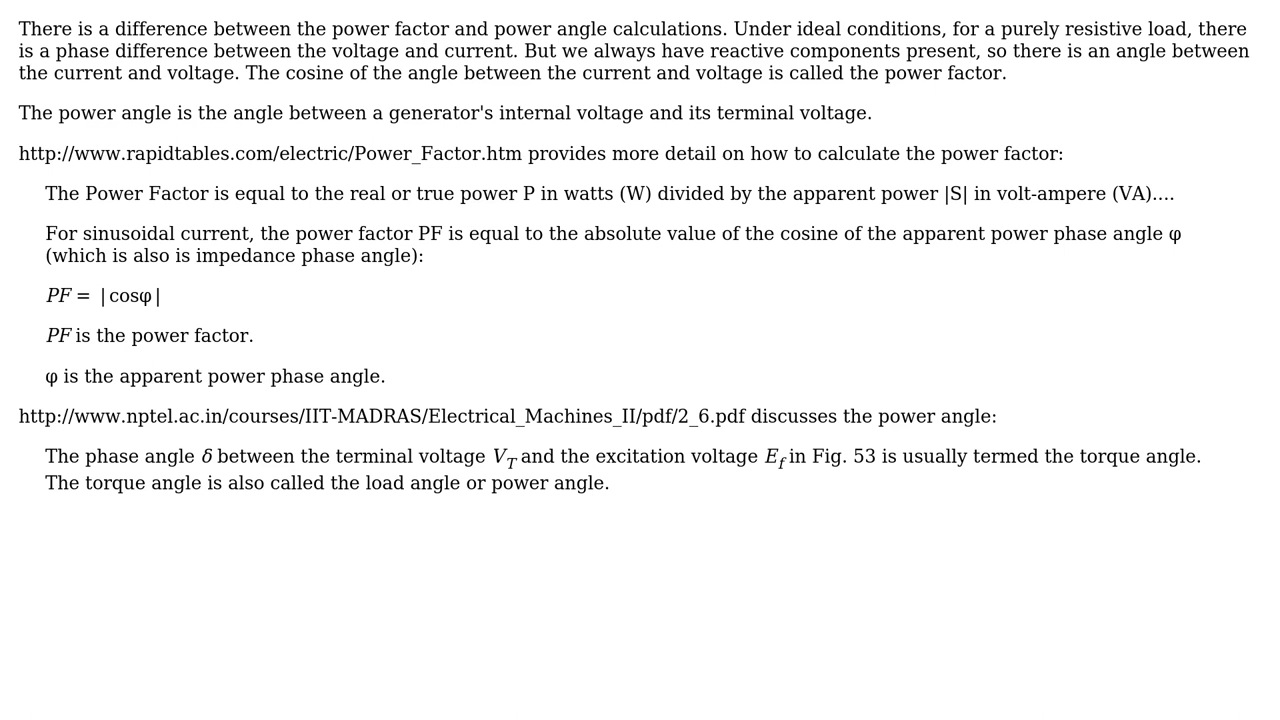 There is a difference between the power factor and power angle calculations. Under ideal conditions, for a purely resistive load, there
is a phase difference between the voltage and current. But we always have reactive components present, so there is an angle between
the current and voltage. The cosine of the angle between the current and voltage is called the power factor.
The power angle is the angle between a generator's internal voltage and its terminal voltage.
http://www.rapidtables.com/electric/Power_Factor.htm provides more detail on how to calculate the power factor:
The Power Factor is equal to the real or true power P in watts (W) divided by the apparent power |S| in volt-ampere (VA)....
For sinusoidal current, the power factor PF is equal to the absolute value of the cosine of the apparent power phase angle φ
(which is also is impedance phase angle):
PF = |cosφ|
PF is the power factor.
φ is the apparent power phase angle.
http://www.nptel.ac.in/courses/IIT-MADRAS/Electrical_Machines_II/pdf/2_6.pdf discusses the power angle:
The phase angle δ between the terminal voltage V_T and the excitation voltage E_f in Fig. 53 is usually termed the torque angle.
The torque angle is also called the load angle or power angle.